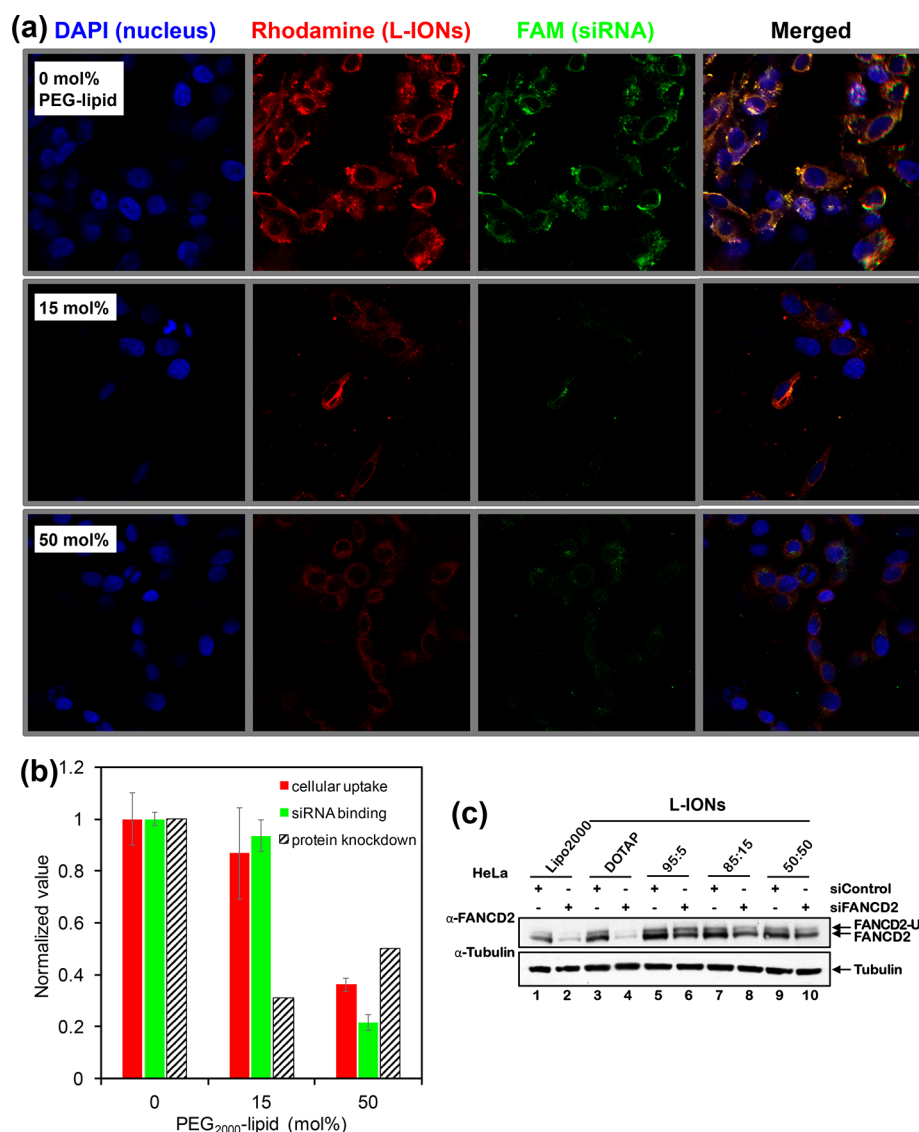 (a)
DAPI (nucleus) Rhodamine (L-IONs) FAM (siRNA) Merged
0 mol%
PEG-lipid
15 mol%
50 mol%
(b)
1.2
1
0.8
0.6
0.4
0.2
0
Normalized value
cellular uptake
siRNA binding
protein knockdown
0 15 50
PEG2000-lipid (mol%)
(c)
L-IONs
HeLa Lipo2000 DOTAP 95:5 85:15 50:50
+ - + - + - + - + - siControl
- + - + - + - + - + siFANCD2
α-FANCD2
FANCD2-U
FANCD2
α-Tubulin
Tubulin
1 2 3 4 5 6 7 8 9 10